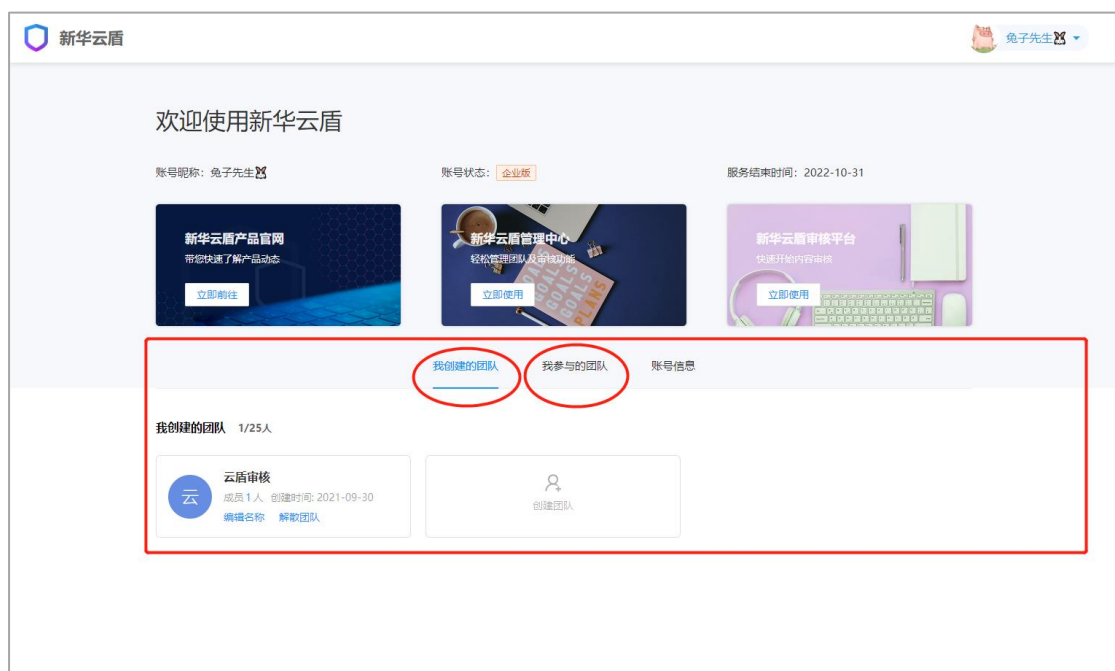 新华云盾
兔子先生
欢迎使用新华云盾
账号昵称：兔子先生
账号状态：企业版
服务结束时间：2022-10-31
新华云盾产品官网
带您快速了解产品动态
立即前往
新华云盾管理中心
轻松管理团队及审核功能
立即使用
GOALS
GOALS
GOALS
GOALS
PLANS
新华云盾审核平台
快速开始内容审核
立即使用
我创建的团队
我参与的团队
账号信息
我创建的团队 1/25人
云
云盾审核
成员1人 创建时间: 2021-09-30
编辑名称 解散团队
创建团队